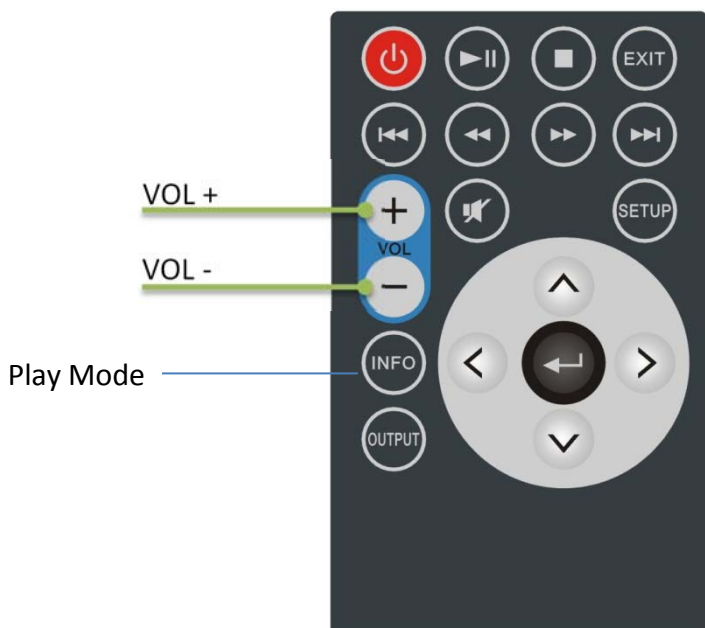 EXIT
VOL +
SETUP
VOL
VOL -
Play Mode
INFO
OUTPUT